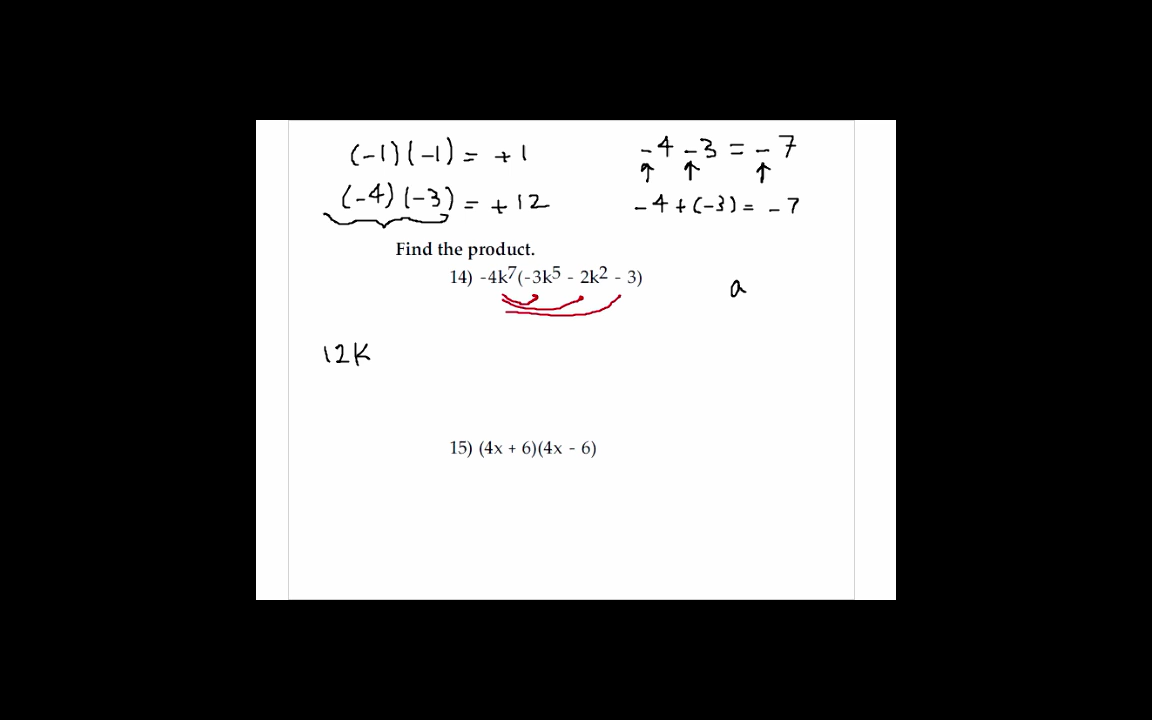 (-1)(-1) = +1
-4 -3 = -7
(-4)(-3) = +12
-4 + (-3) = -7
Find the product.
14) -4k⁷(-3k⁵ - 2k² - 3)
a
12K
15) (4x + 6)(4x - 6)